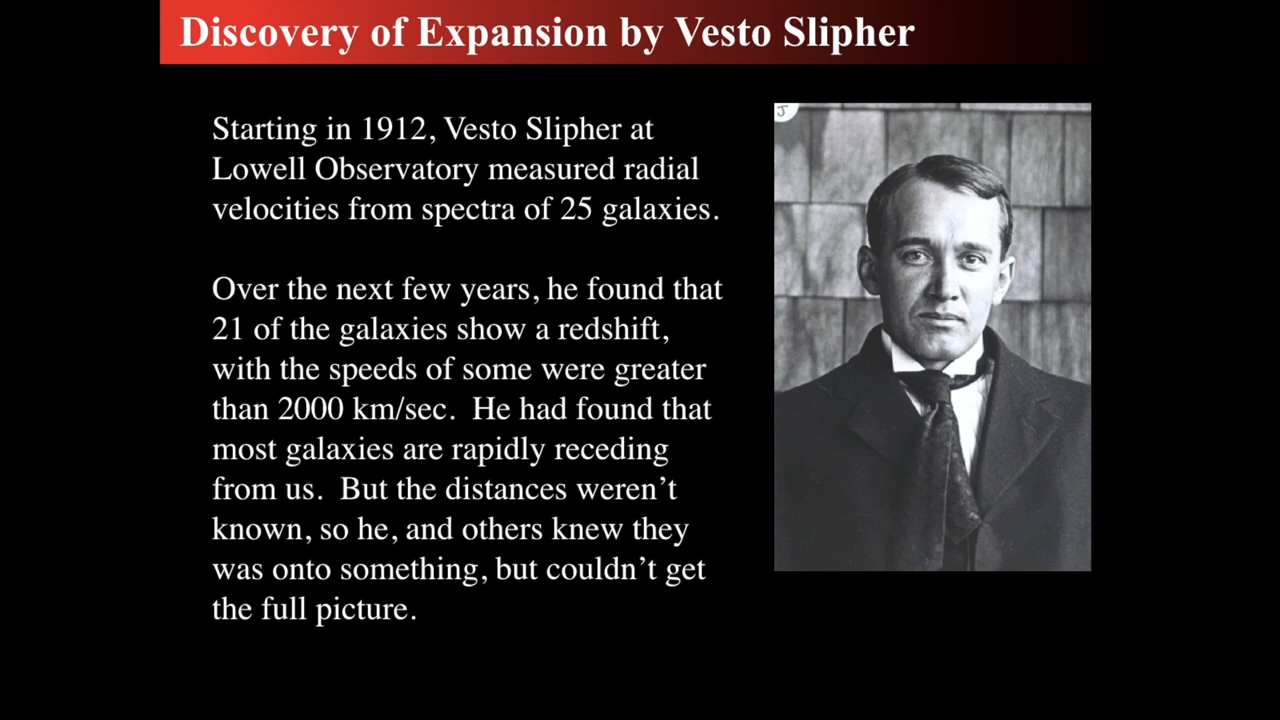 Discovery of Expansion by Vesto Slipher
Starting in 1912, Vesto Slipher at
Lowell Observatory measured radial
velocities from spectra of 25 galaxies.
Over the next few years, he found that
21 of the galaxies show a redshift,
with the speeds of some were greater
than 2000 km/sec. He had found that
most galaxies are rapidly receding
from us. But the distances weren’t
known, so he, and others knew they
was onto something, but couldn’t get
the full picture.
J